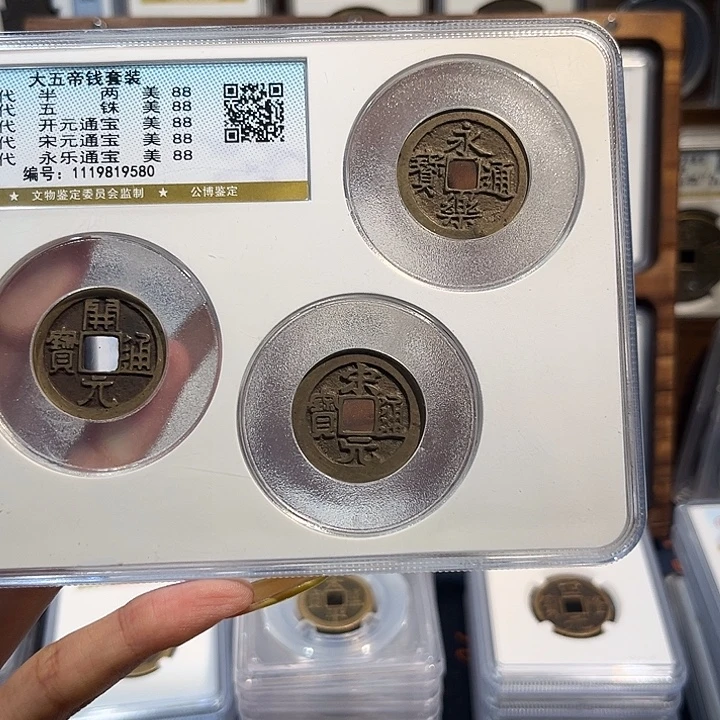 大五帝钱套装
代 半 两 美 88
代 五 铢 美 88
代 开元通宝 美 88
代 宋元通宝 美 88
代 永乐通宝 美 88
编号：1119819580
★ 文物鉴定委员会监制 ★ 公博鉴定
永樂通寶
開元通寶
宋元通寶